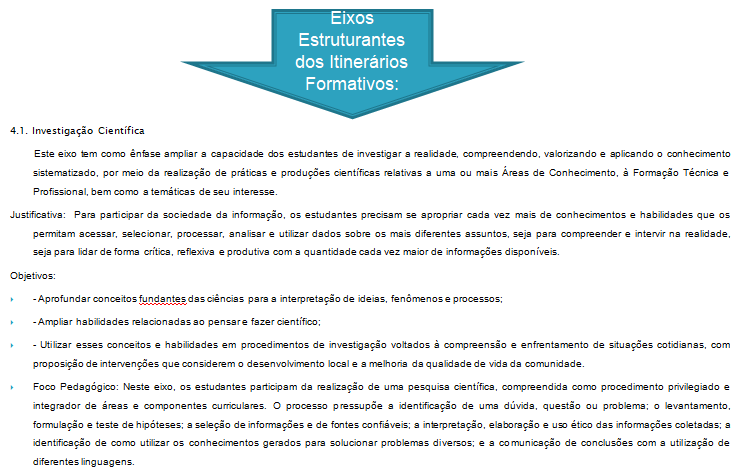 Eixos
Estruturantes
dos Itinerários
Formativos:
4.1. Investigação Científica
Este eixo tem como ênfase ampliar a capacidade dos estudantes de investigar a realidade, compreendendo, valorizando e aplicando o conhecimento
sistematizado, por meio da realização de práticas e produções científicas relativas a uma ou mais Áreas de Conhecimento, à Formação Técnica e
Profissional, bem como a temáticas de seu interesse.
Justificativa: Para participar da sociedade da informação, os estudantes precisam se apropriar cada vez mais de conhecimentos e habilidades que os
permitam acessar, selecionar, processar, analisar e utilizar dados sobre os mais diferentes assuntos, seja para compreender e intervir na realidade,
seja para lidar de forma crítica, reflexiva e produtiva com a quantidade cada vez maior de informações disponíveis.
Objetivos:
- Aprofundar conceitos fundantes das ciências para a interpretação de ideias, fenômenos e processos;
- Ampliar habilidades relacionadas ao pensar e fazer científico;
- Utilizar esses conceitos e habilidades em procedimentos de investigação voltados à compreensão e enfrentamento de situações cotidianas, com
proposição de intervenções que considerem o desenvolvimento local e a melhoria da qualidade de vida da comunidade.
Foco Pedagógico: Neste eixo, os estudantes participam da realização de uma pesquisa científica, compreendida como procedimento privilegiado e
integrador de áreas e componentes curriculares. O processo pressupõe a identificação de uma dúvida, questão ou problema; o levantamento,
formulação e teste de hipóteses; a seleção de informações e de fontes confiáveis; a interpretação, elaboração e uso ético das informações coletadas; a
identificação de como utilizar os conhecimentos gerados para solucionar problemas diversos; e a comunicação de conclusões com a utilização de
diferentes linguagens.